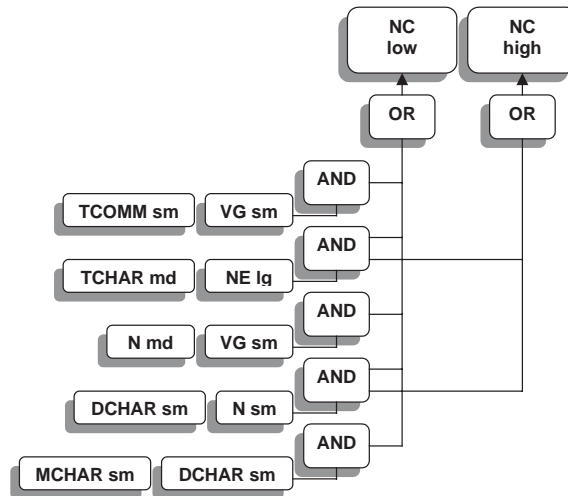 NC
low
NC
high
OR
OR
AND
TCOMM sm
VG sm
AND
TCHAR md
NE lg
AND
N md
VG sm
AND
DCHAR sm
N sm
AND
MCHAR sm
DCHAR sm